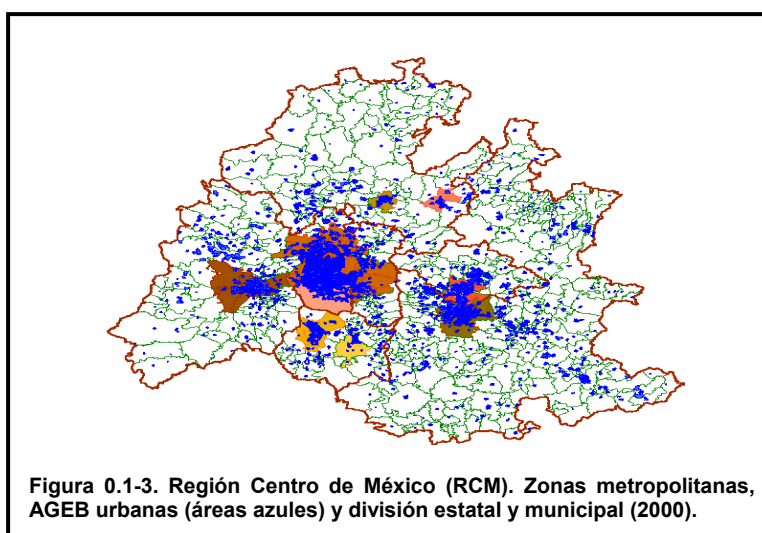 Figura 0.1-3. Región Centro de México (RCM). Zonas metropolitanas,
AGEB urbanas (áreas azules) y división estatal y municipal (2000).